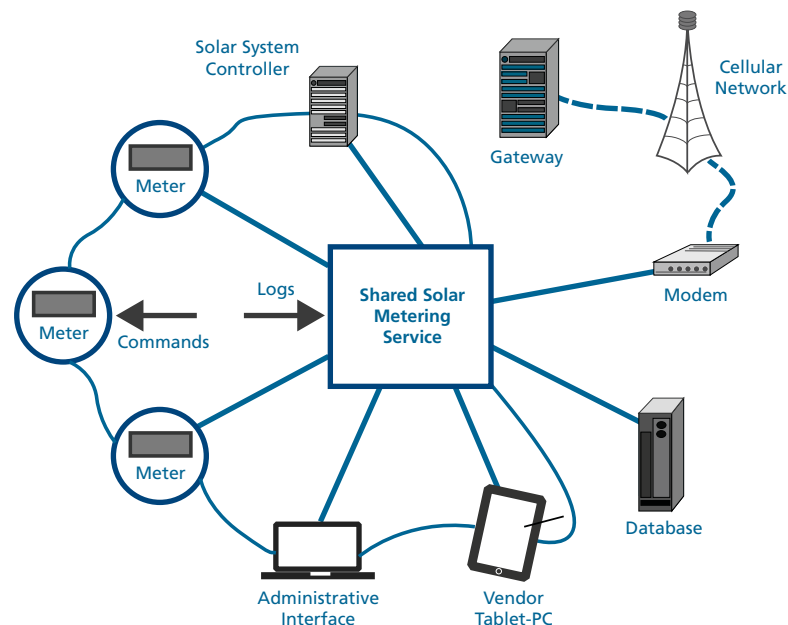 Solar System
Controller
Cellular
Network
Gateway
Meter
Modem
Logs
Shared Solar
Metering
Service
Meter
Commands
Meter
Database
Administrative
Interface
Vendor
Tablet-PC